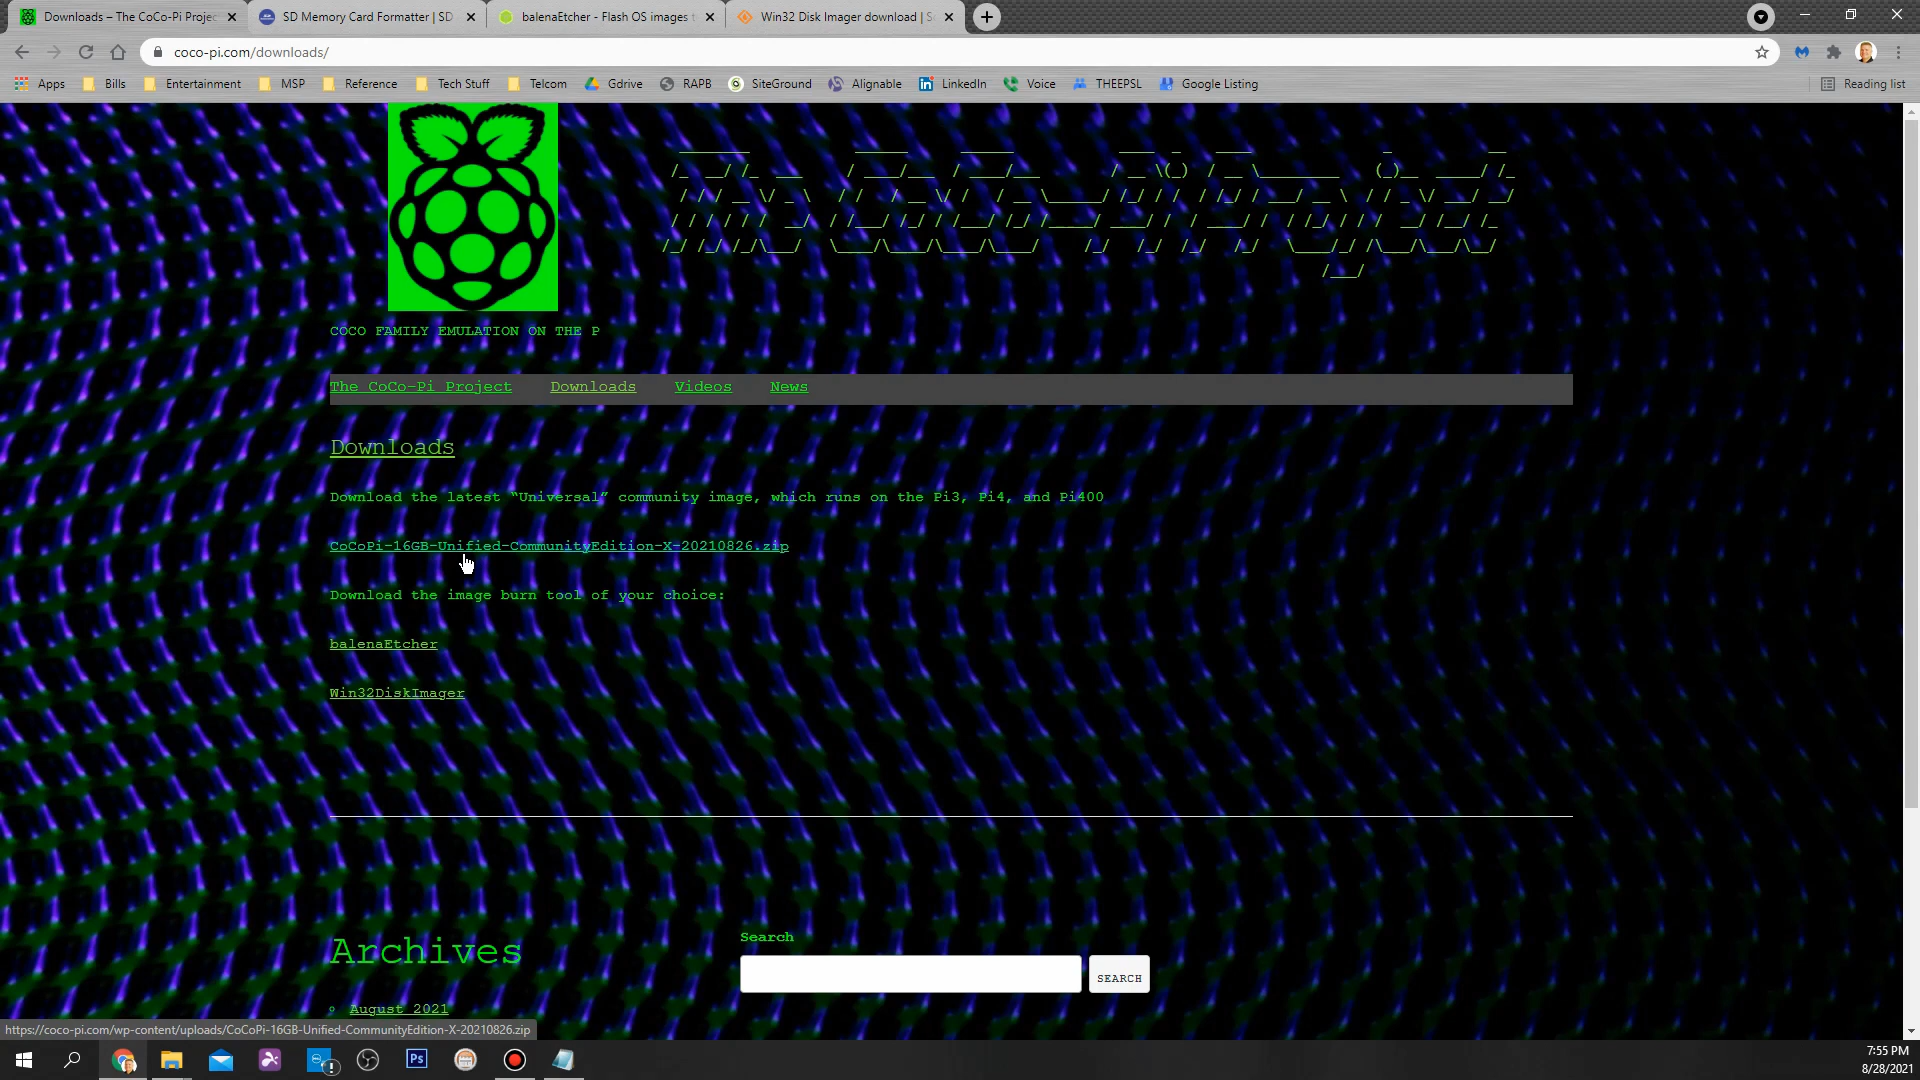 Downloads – The CoCo-Pi Projec
SD Memory Card Formatter | SD
balenaEtcher - Flash OS images t
Win32 Disk Imager download | S
coco-pi.com/downloads/
Apps Bills Entertainment MSP Reference Tech Stuff Telcom Gdrive RAPB SiteGround Alignable LinkedIn Voice THEEPSL Google Listing Reading list
The CoCo-Pi Project
COCO FAMILY EMULATION ON THE P
The CoCo-Pi Project Downloads Videos News
Downloads
Download the latest “Universal” community image, which runs on the Pi3, Pi4, and Pi400
CoCoPi-16GB-Unified-CommunityEdition-X-20210826.zip
Download the image burn tool of your choice:
balenaEtcher
Win32DiskImager
Archives
Search
SEARCH
August 2021
https://coco-pi.com/wp-content/uploads/CoCoPi-16GB-Unified-CommunityEdition-X-20210826.zip
Ps
7:55 PM
8/28/2021